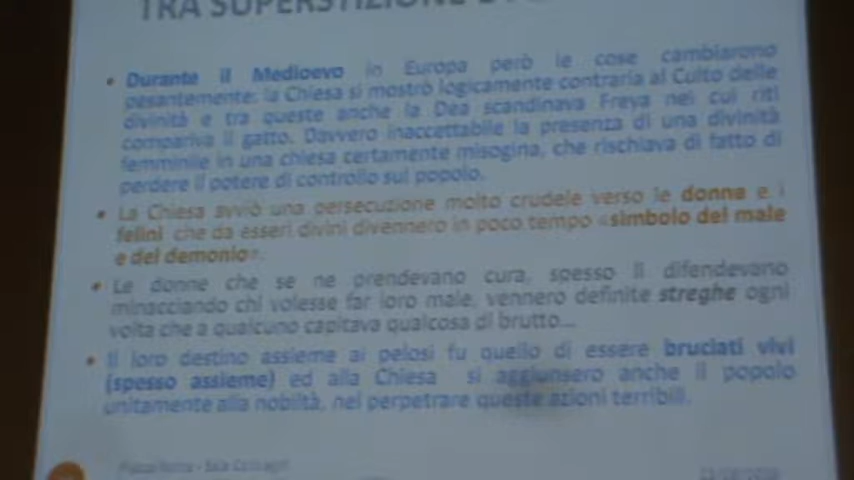 TRA SUPERSTIZIONE
• Durante il Medioevo in Europa però le cose cambiarono
pesantemente: la Chiesa si mostrò logicamente contraria al Culto delle
divinità e tra queste anche la Dea scandinava Freya nei cui riti
compariva il gatto. Davvero inaccettabile la presenza di una divinità
femminile in una chiesa certamente misogina, che rischiava di fatto di
perdere il potere di controllo sul popolo.
• La Chiesa avviò una persecuzione molto crudele verso le donne e i
felini che da esseri divini divennero in poco tempo «simbolo del male
e del demonio».
• Le donne che se ne prendevano cura, spesso li difendevano
minacciando chi volesse far loro male, vennero definite streghe ogni
volta che a qualcuno capitava qualcosa di brutto...
• Il loro destino assieme ai pelosi fu quello di essere bruciati vivi
(spesso assieme) ed alla Chiesa si aggiunsero anche il popolo
unitamente alla nobiltà, nel perpetrare queste azioni terribili.